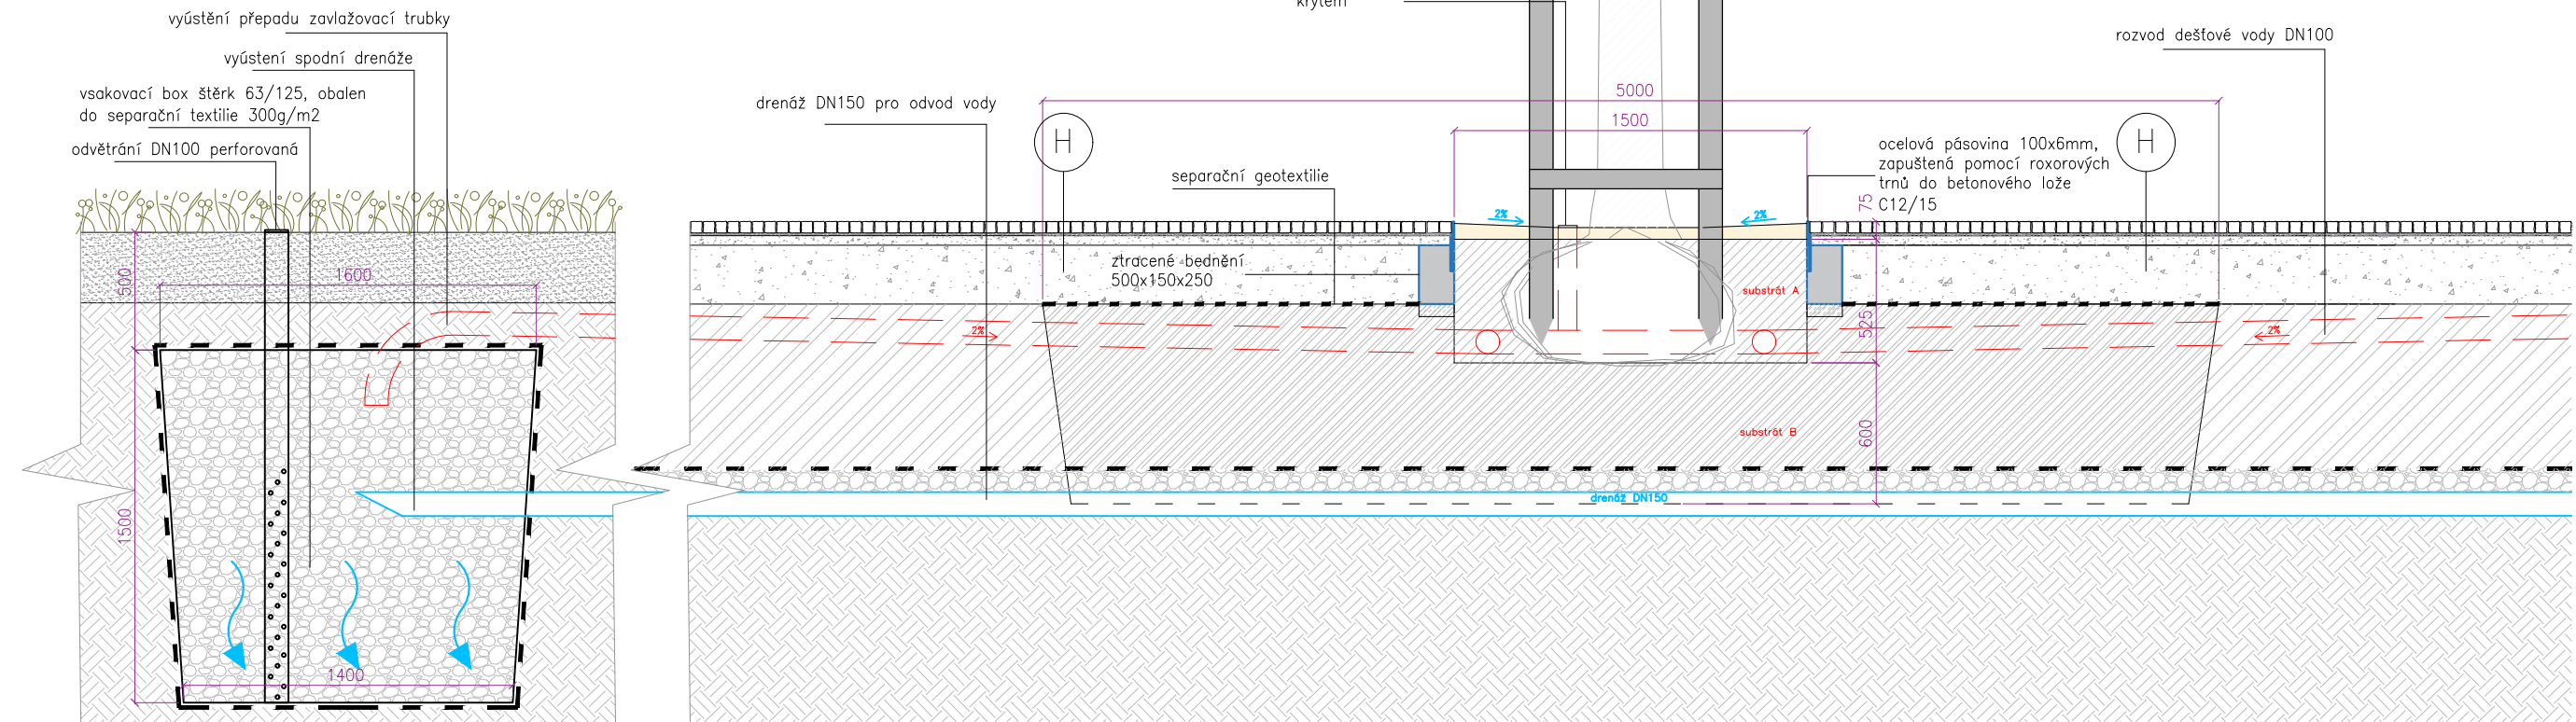 vyústění přepadu zavlažovací trubky
vyústení spodní drenáže
vsakovací box štěrk 63/125, obalen
do separační textilie 300g/m2
odvětrání DN100 perforovaná
500
1600
1500
1400
krytem
drenáž DN150 pro odvod vody
H
separační geotextilie
5000
1500
rozvod dešťové vody DN100
H
ocelová pásovina 100x6mm,
zapuštená pomocí roxorových
trnů do betonového lože
C12/15
75
2%
2%
ztracené bednění
500x150x250
substrát A
525
2%
2%
substrát B
600
drenáž DN150